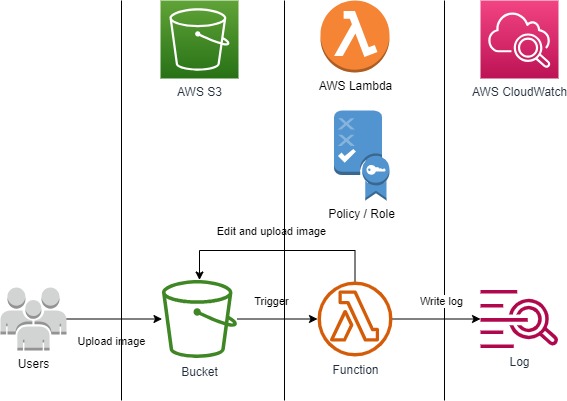 AWS S3
AWS Lambda
AWS CloudWatch
Policy / Role
Edit and upload image
Trigger
Write log
Upload image
Users
Bucket
Function
Log